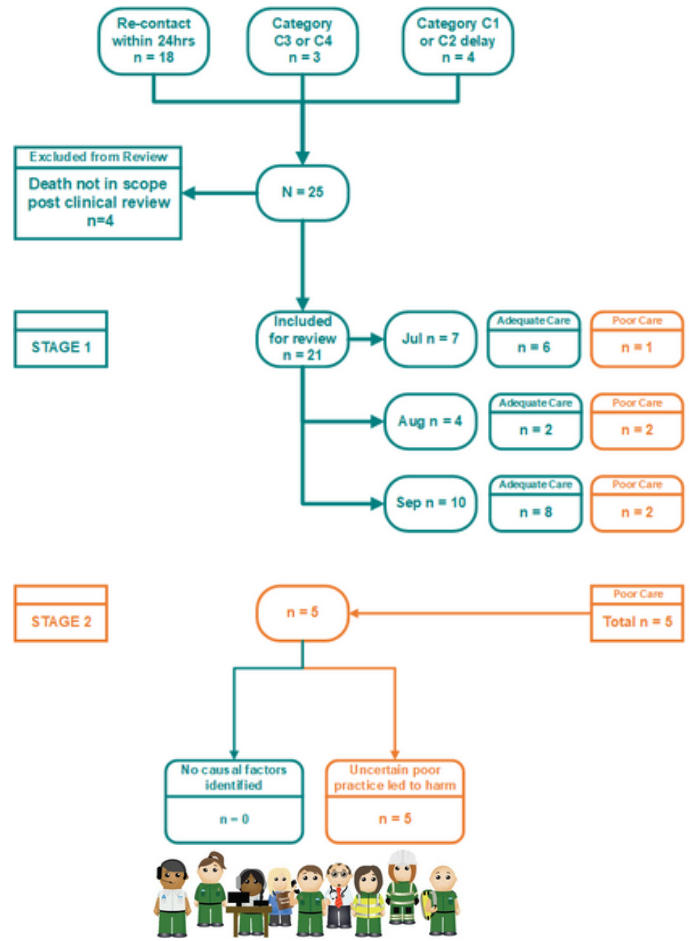 Re-contact
within 24hrs
n = 18
Category
C3 or C4
n = 3
Category C1
or C2 delay
n = 4
Excluded from Review
Death not in scope
post clinical review
n=4
N = 25
STAGE 1
Included
for review
n = 21
Jul n = 7
Adequate Care
n = 6
Poor Care
n = 1
Aug n = 4
Adequate Care
n = 2
Poor Care
n = 2
Sep n = 10
Adequate Care
n = 8
Poor Care
n = 2
STAGE 2
n = 5
Poor Care
Total n = 5
No causal factors
identified
n = 0
Uncertain poor
practice led to harm
n = 5